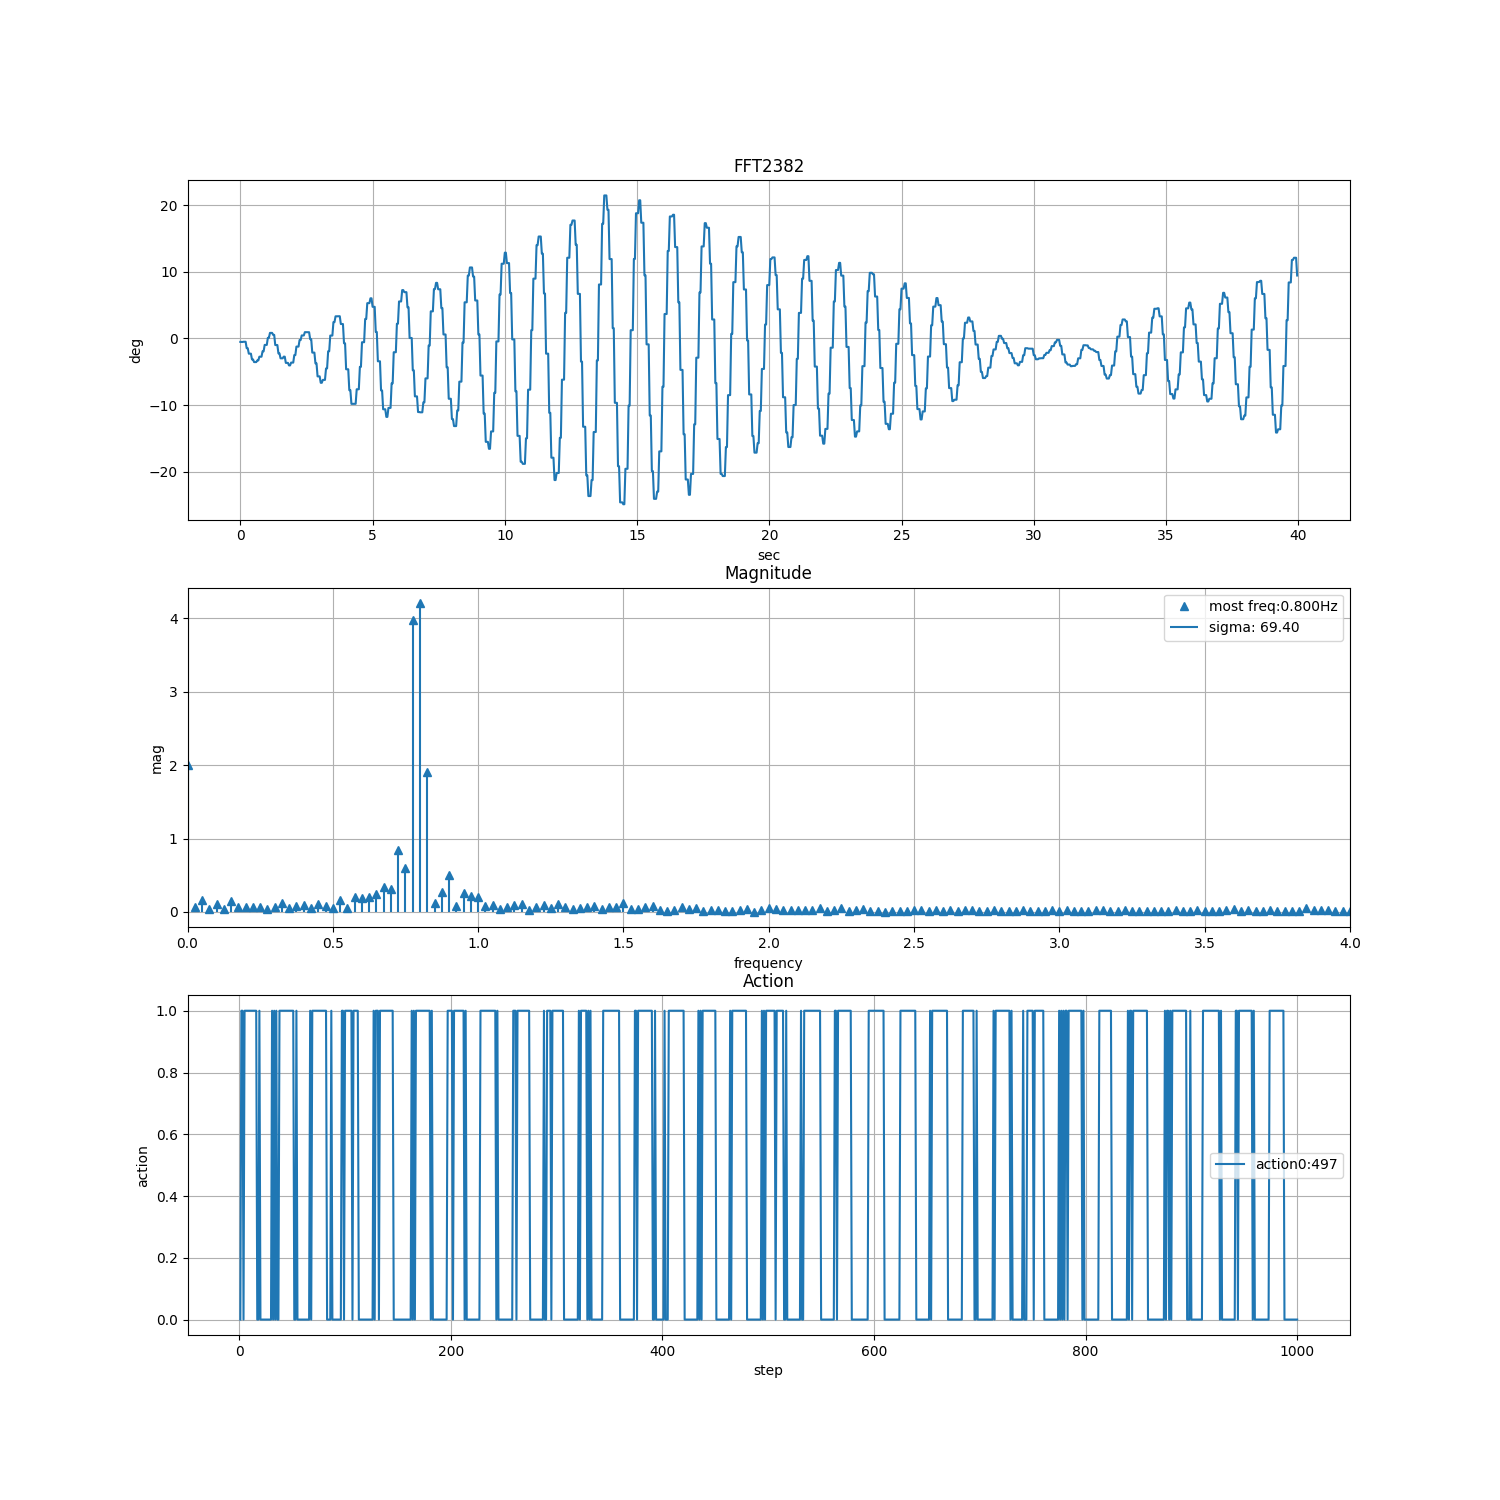 FFT2382
20
10
0
−10
−20
deg
0 5 10 15 20 25 30 35 40
sec
Magnitude
most freq:0.800Hz
sigma: 69.40
4
3
2
1
0
mag
0.0 0.5 1.0 1.5 2.0 2.5 3.0 3.5 4.0
frequency
Action
1.0
0.8
0.6
0.4
0.2
0.0
action
action0:497
0 200 400 600 800 1000
step